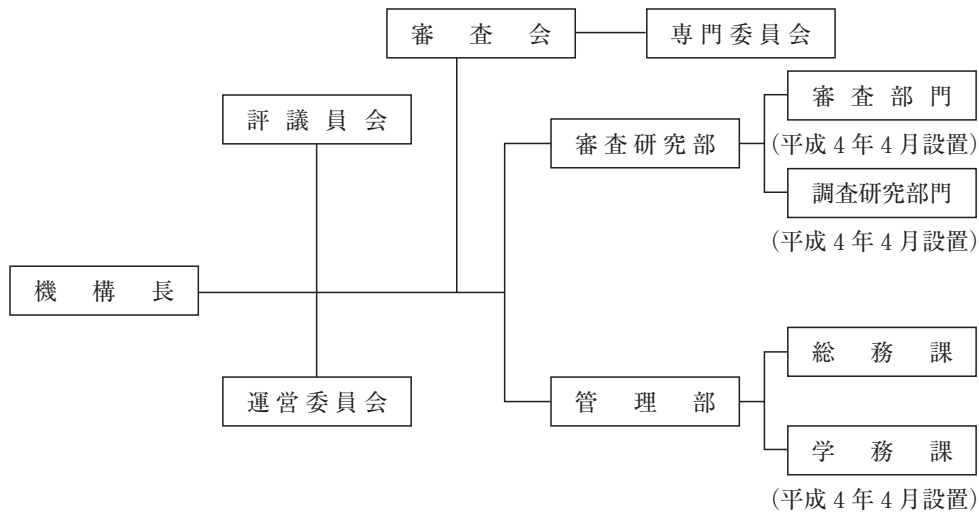 審査会
専門委員会
評議員会
審査研究部
審査部門
(平成4年4月設置)
調査研究部門
(平成4年4月設置)
機構長
運営委員会
管理部
総務課
学務課
(平成4年4月設置)